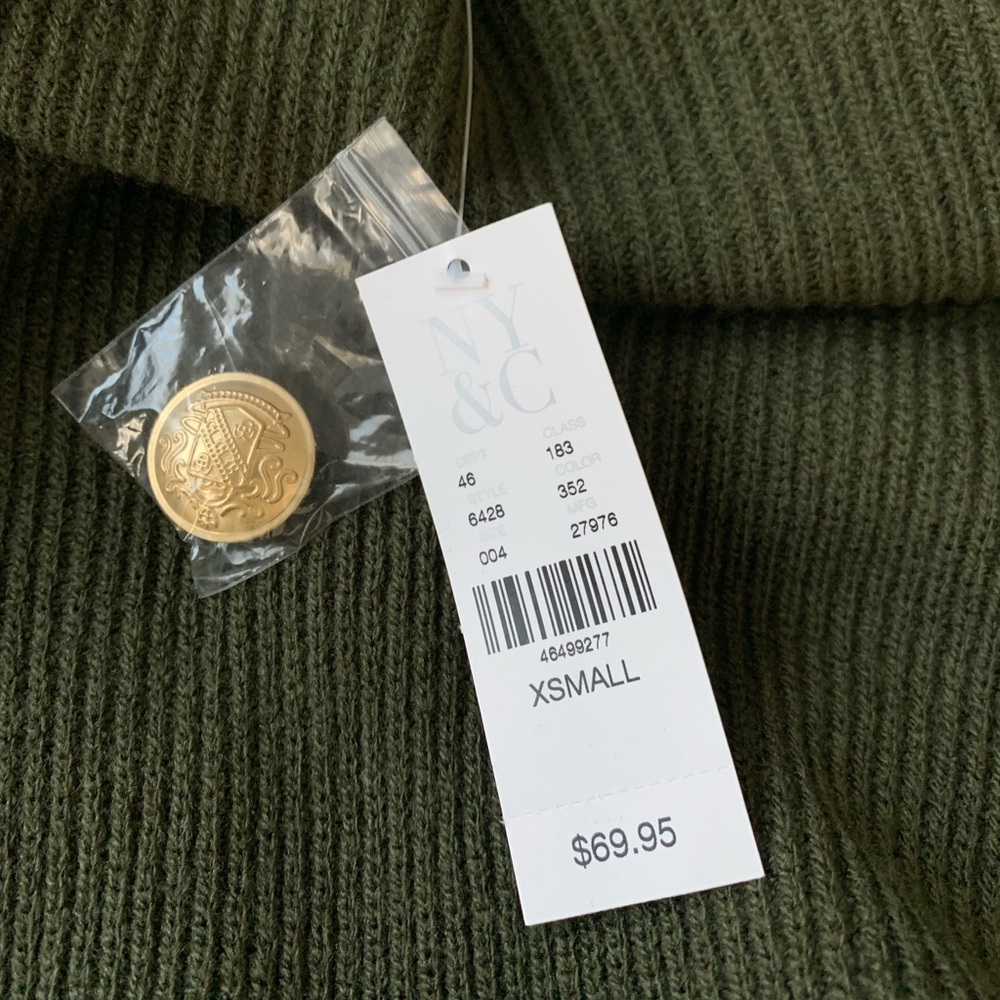 NY
&C
DEPT CLASS
46 183
STYLE COLOR
6428 352
SIZE MFG
004 27976
46499277
XSMALL
$69.95